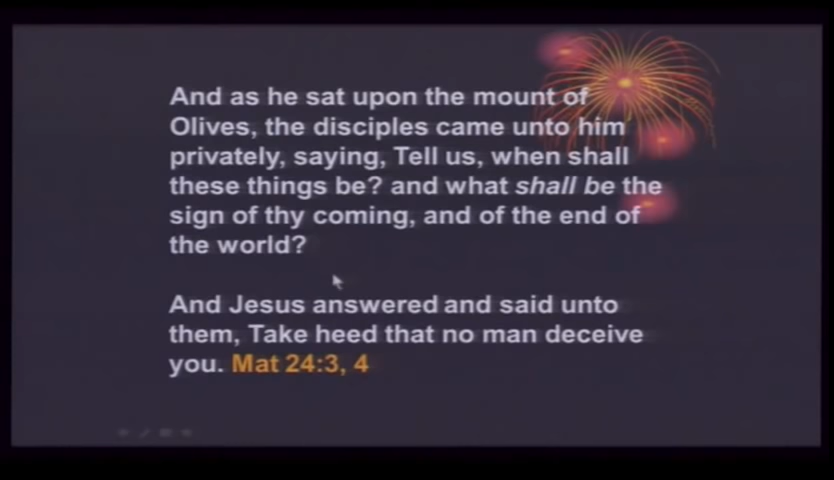 And as he sat upon the mount of
Olives, the disciples came unto him
privately, saying, Tell us, when shall
these things be? and what shall be the
sign of thy coming, and of the end of
the world?
And Jesus answered and said unto
them, Take heed that no man deceive
you. Mat 24:3, 4